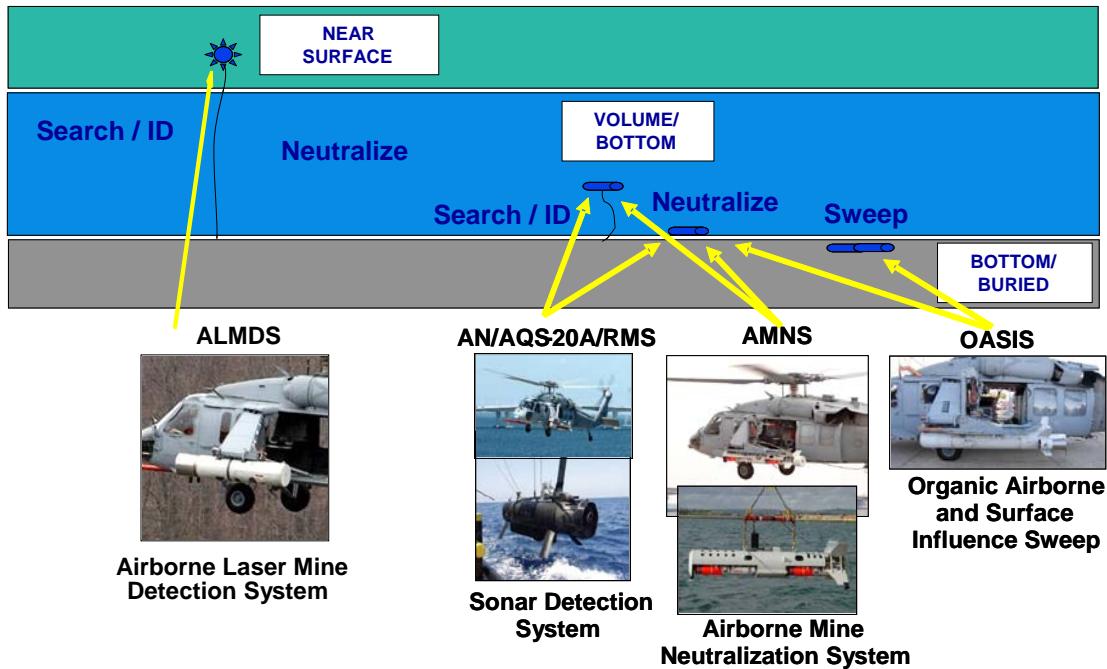 NEAR
SURFACE
Search / ID
Neutralize
VOLUME/
BOTTOM
Search / ID
Neutralize
Sweep
BOTTOM/
BURIED
ALMDS
AN/AQS-20A/RMS
AMNS
OASIS
Airborne Laser Mine
Detection System
Sonar Detection
System
Airborne Mine
Neutralization System
Organic Airborne
and Surface
Influence Sweep